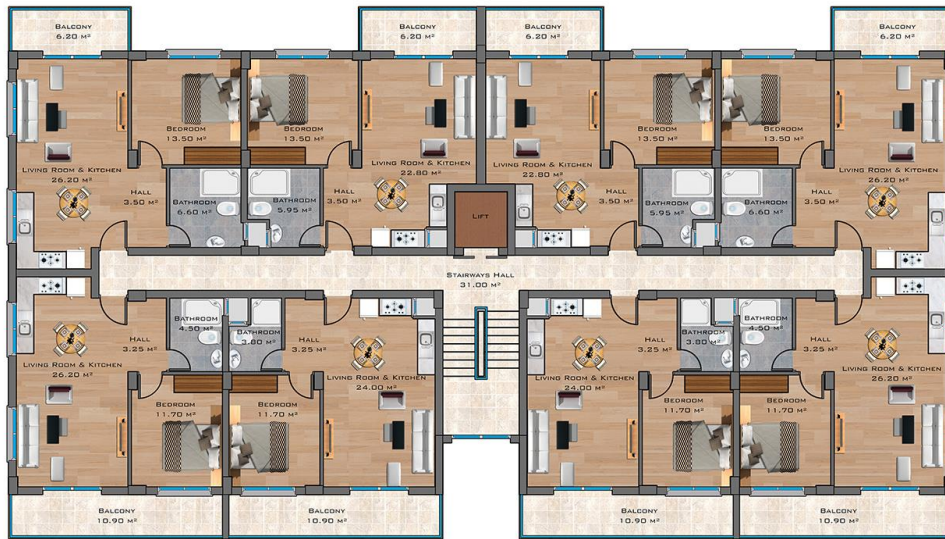 Balcony
6.20 m²
Balcony
6.20 m²
Balcony
6.20 m²
Balcony
6.20 m²
Bedroom
13.50 m²
Bedroom
13.50 m²
Bedroom
13.50 m²
Bedroom
13.50 m²
Living Room & Kitchen
26.20 m²
Hall
3.50 m²
Bathroom
6.60 m²
Bathroom
5.95 m²
Hall
3.50 m²
Living Room & Kitchen
22.80 m²
Lift
Living Room & Kitchen
22.80 m²
Hall
3.50 m²
Bathroom
5.95 m²
Bathroom
6.60 m²
Hall
3.50 m²
Living Room & Kitchen
26.20 m²
Stairways Hall
31.00 m²
Living Room & Kitchen
26.20 m²
Hall
3.25 m²
Bathroom
4.50 m²
Bathroom
3.80 m²
Hall
3.25 m²
Living Room & Kitchen
24.00 m²
Living Room & Kitchen
24.00 m²
Hall
3.25 m²
Bathroom
3.80 m²
Bathroom
4.50 m²
Hall
3.25 m²
Living Room & Kitchen
26.20 m²
Bedroom
11.70 m²
Bedroom
11.70 m²
Bedroom
11.70 m²
Bedroom
11.70 m²
Balcony
10.90 m²
Balcony
10.90 m²
Balcony
10.90 m²
Balcony
10.90 m²